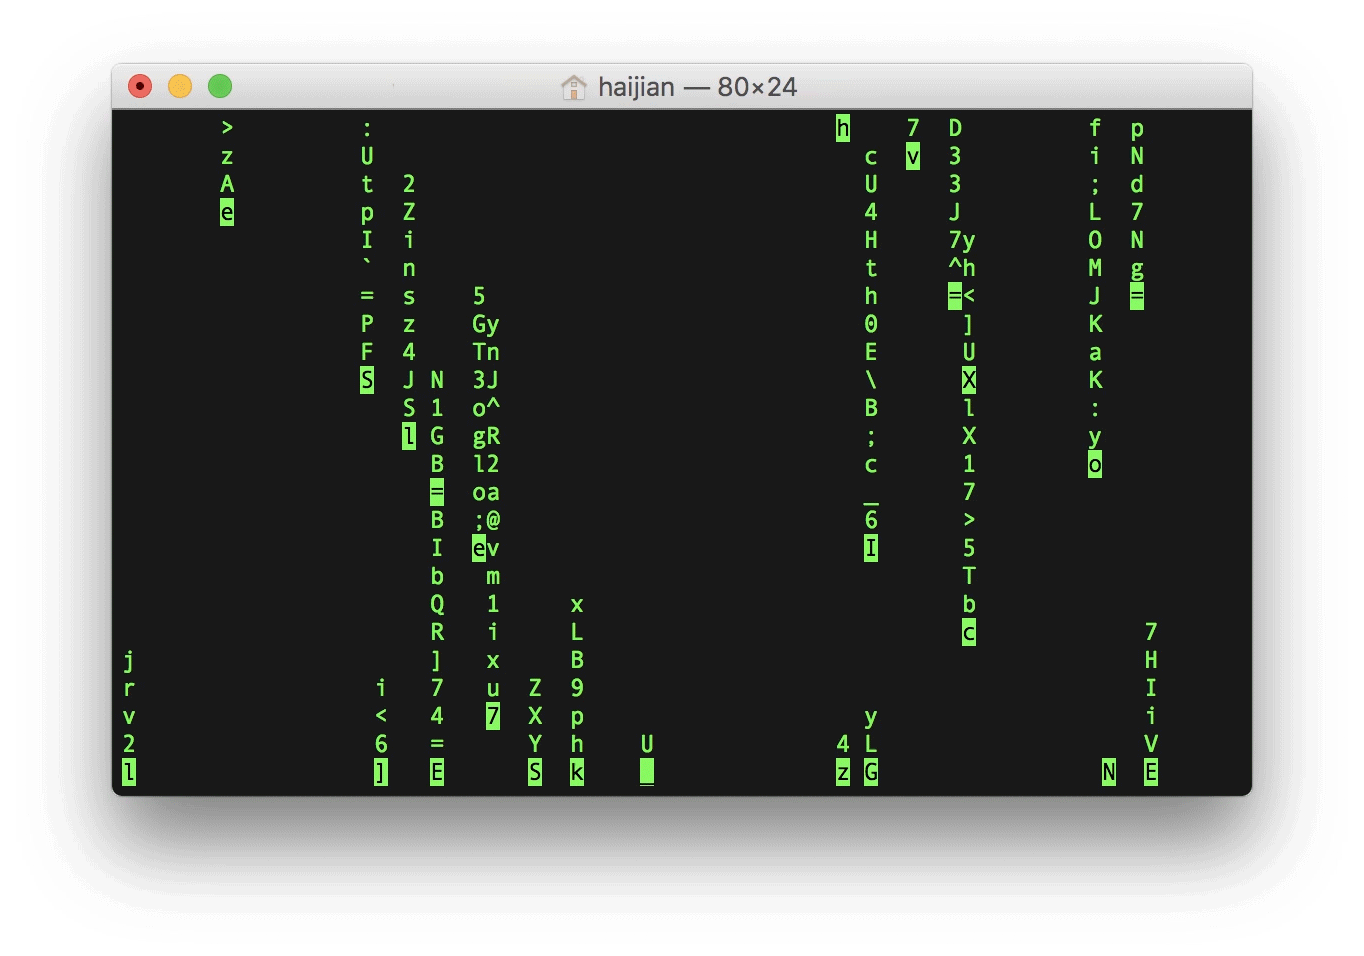 haijian — 80×24
> : h 7 D f p
z U c v 3 i N
A t 2 U 3 ; d
e p Z 4 J L 7
I i H 7y O N
` n t ^h M g
= s 5 h =< J =
P z Gy 0 ] K
F 4 Tn E U a
S J N 3J \ X K
S 1 o^ B l :
l G gR ; X y
B l2 c 1 o
= oa _ 7
B ;@ 6 >
I ev I 5
b m T
Q 1 x b
R i L c 7
j ] x B H
r i 7 u Z 9 I
v < 4 7 X p y i
2 6 = Y h U 4 L V
l ] E S k _ z G N E